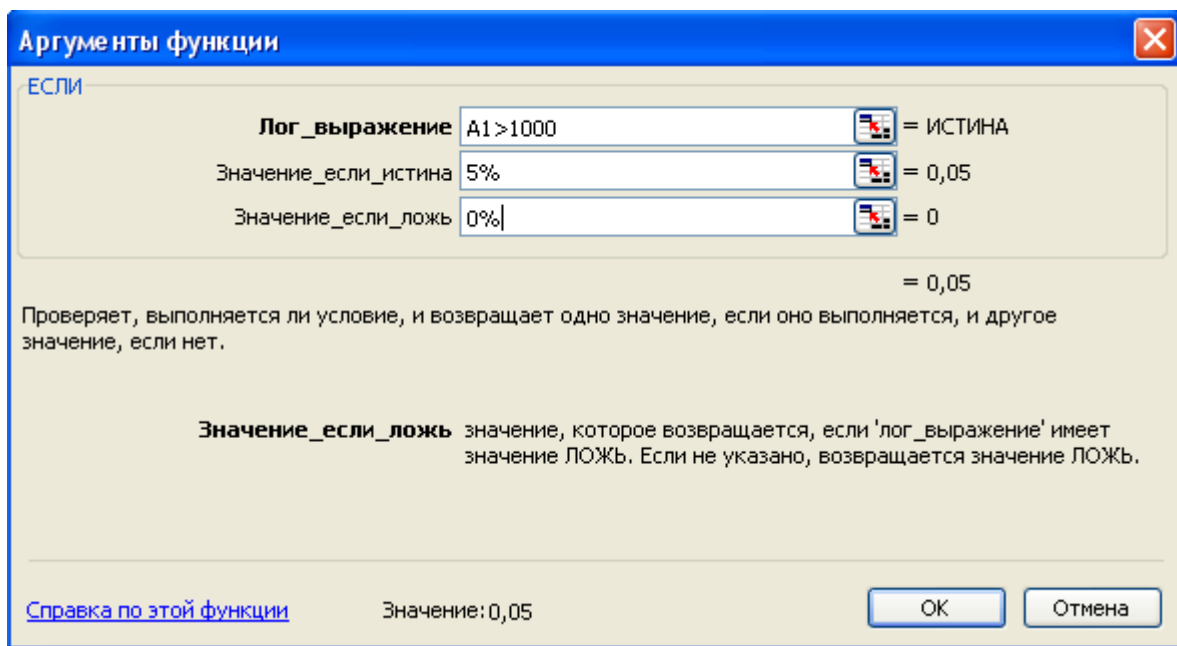 Аргументы функции
ЕСЛИ
Лог_выражение A1>1000 = ИСТИНА
Значение_если_истина 5% = 0,05
Значение_если_ложь 0% = 0
= 0,05
Проверяет, выполняется ли условие, и возвращает одно значение, если оно выполняется, и другое
значение, если нет.
Значение_если_ложь значение, которое возвращается, если 'лог_выражение' имеет
значение ЛОЖЬ. Если не указано, возвращается значение ЛОЖЬ.
Справка по этой функции Значение:0,05 ОК Отмена